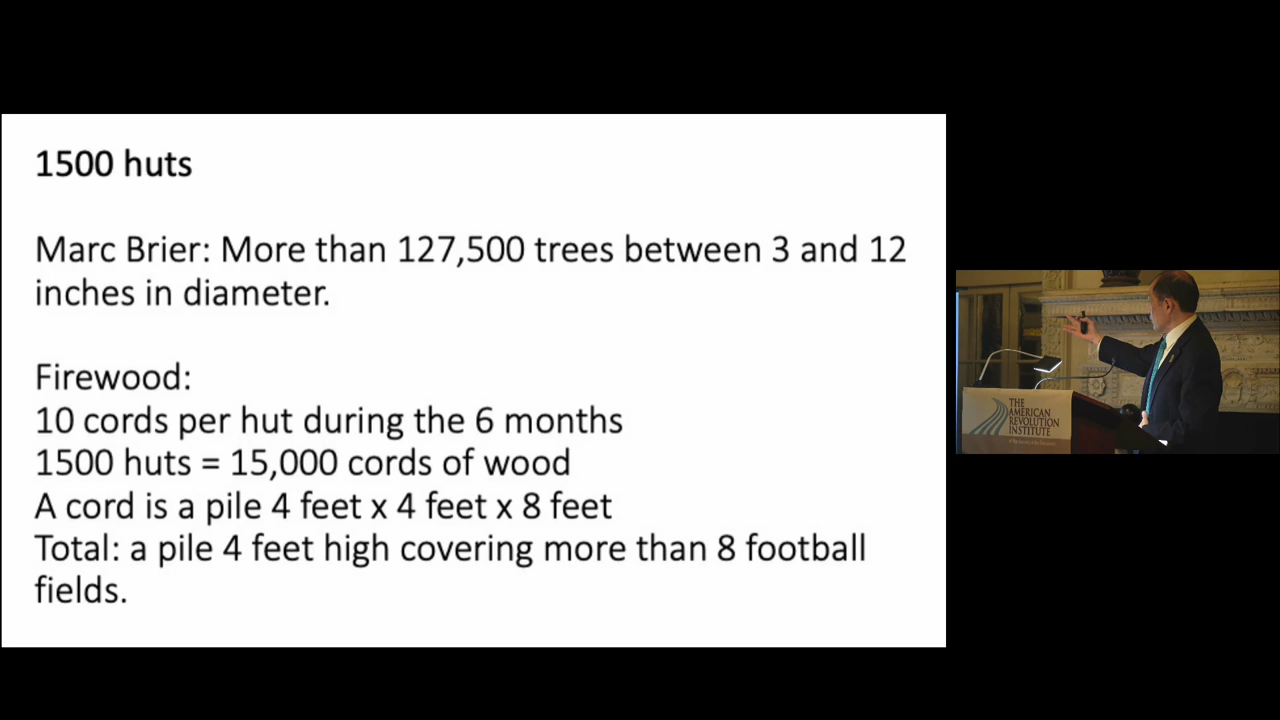 1500 huts
Marc Brier: More than 127,500 trees between 3 and 12
inches in diameter.
Firewood:
10 cords per hut during the 6 months
1500 huts = 15,000 cords of wood
A cord is a pile 4 feet x 4 feet x 8 feet
Total: a pile 4 feet high covering more than 8 football
fields.
THE
AMERICAN
REVOLUTION
INSTITUTE